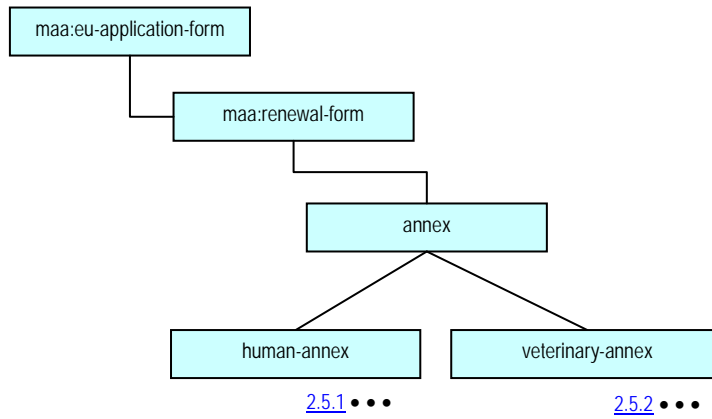 maa:eu-application-form
maa:renewal-form
annex
human-annex
veterinary-annex
2.5.1 ● ● ●
2.5.2 ● ● ●